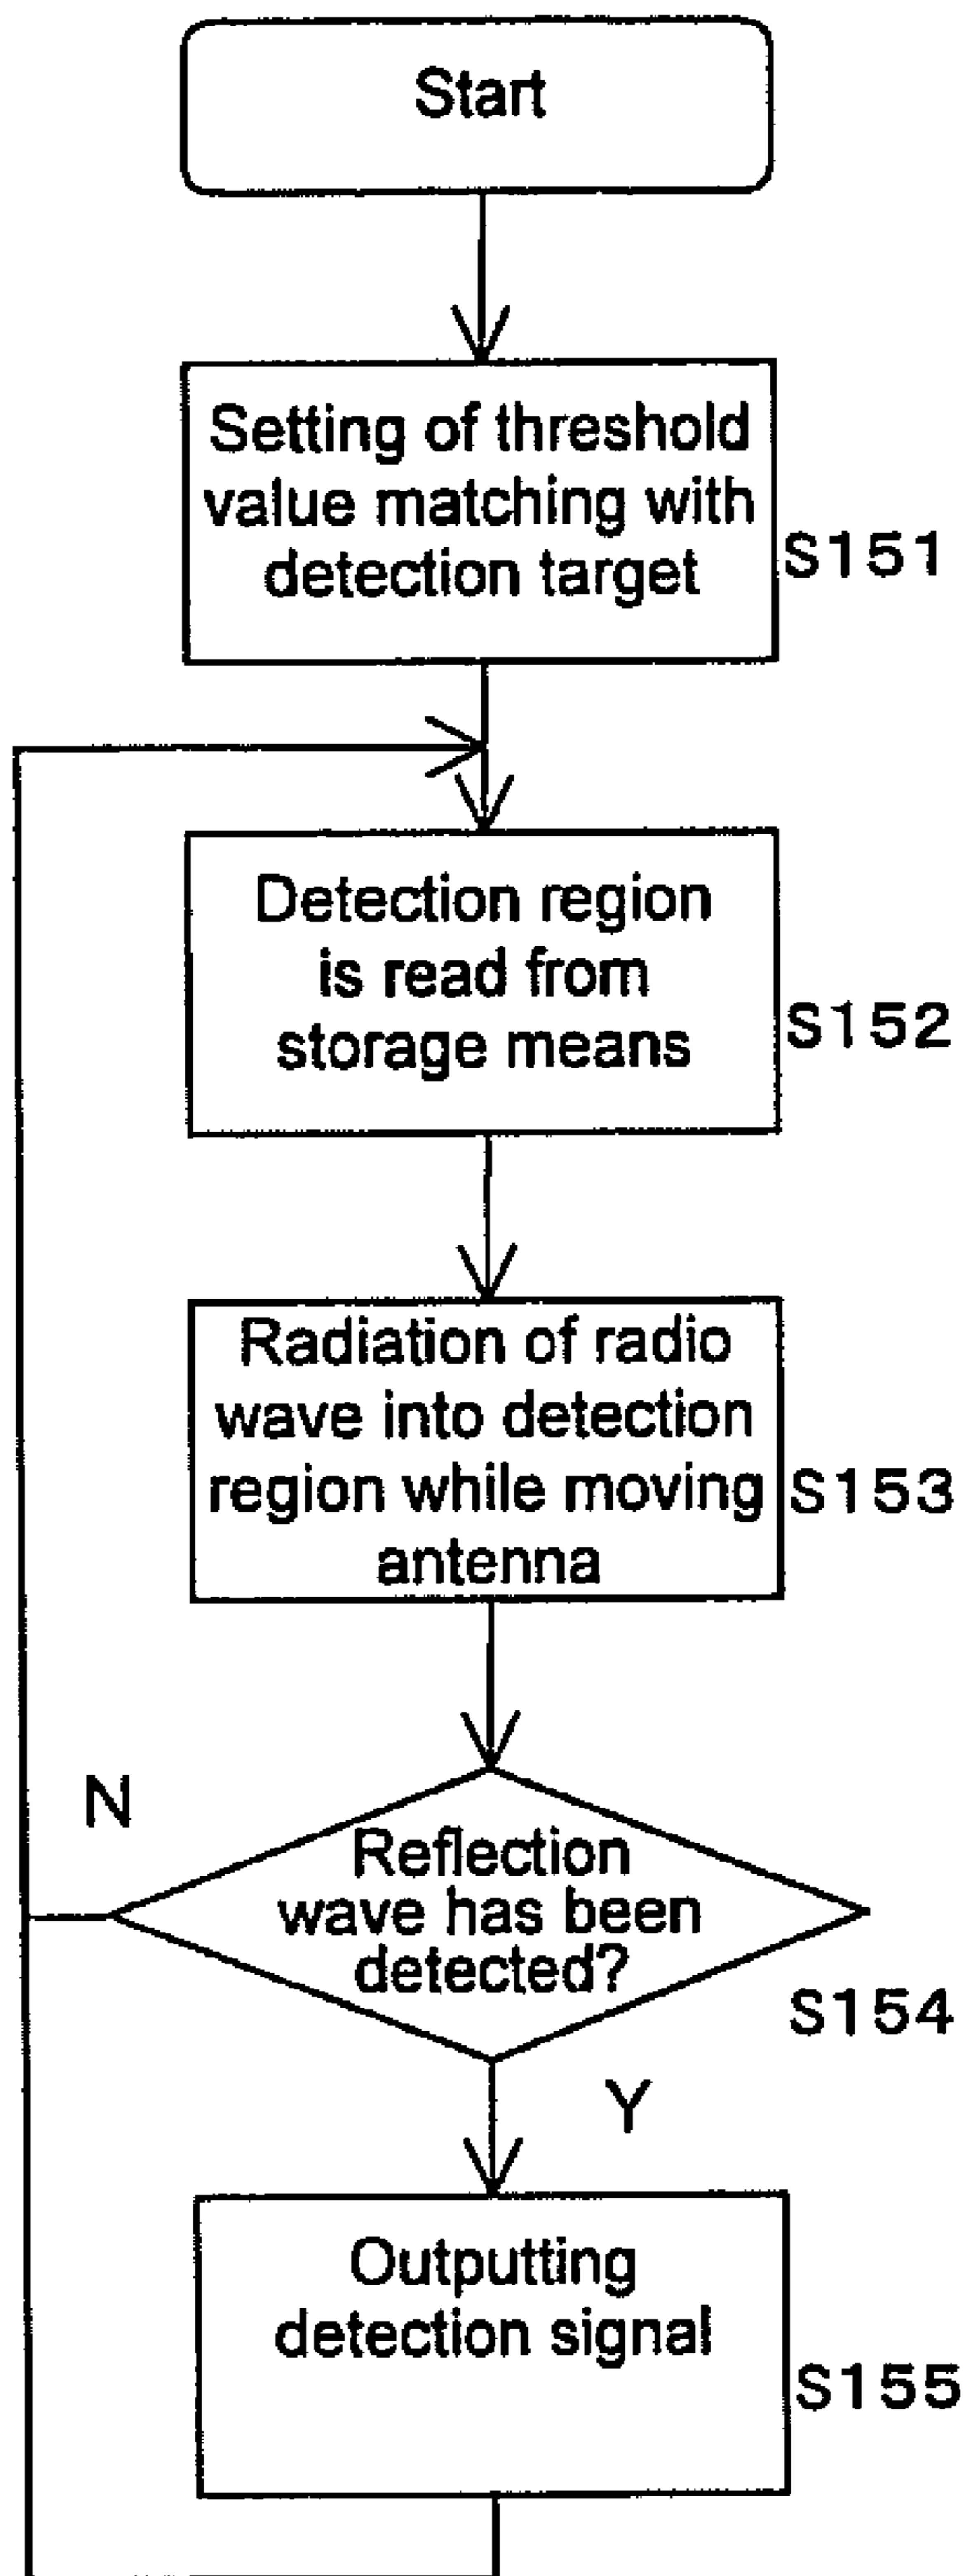 Start
Setting of threshold
value matching with
detection target
S151
Detection region
is read from
storage means
S152
Radiation of radio
wave into detection
region while moving
antenna
S153
N
Reflection
wave has been
detected?
S154
Y
Outputting
detection signal
S155